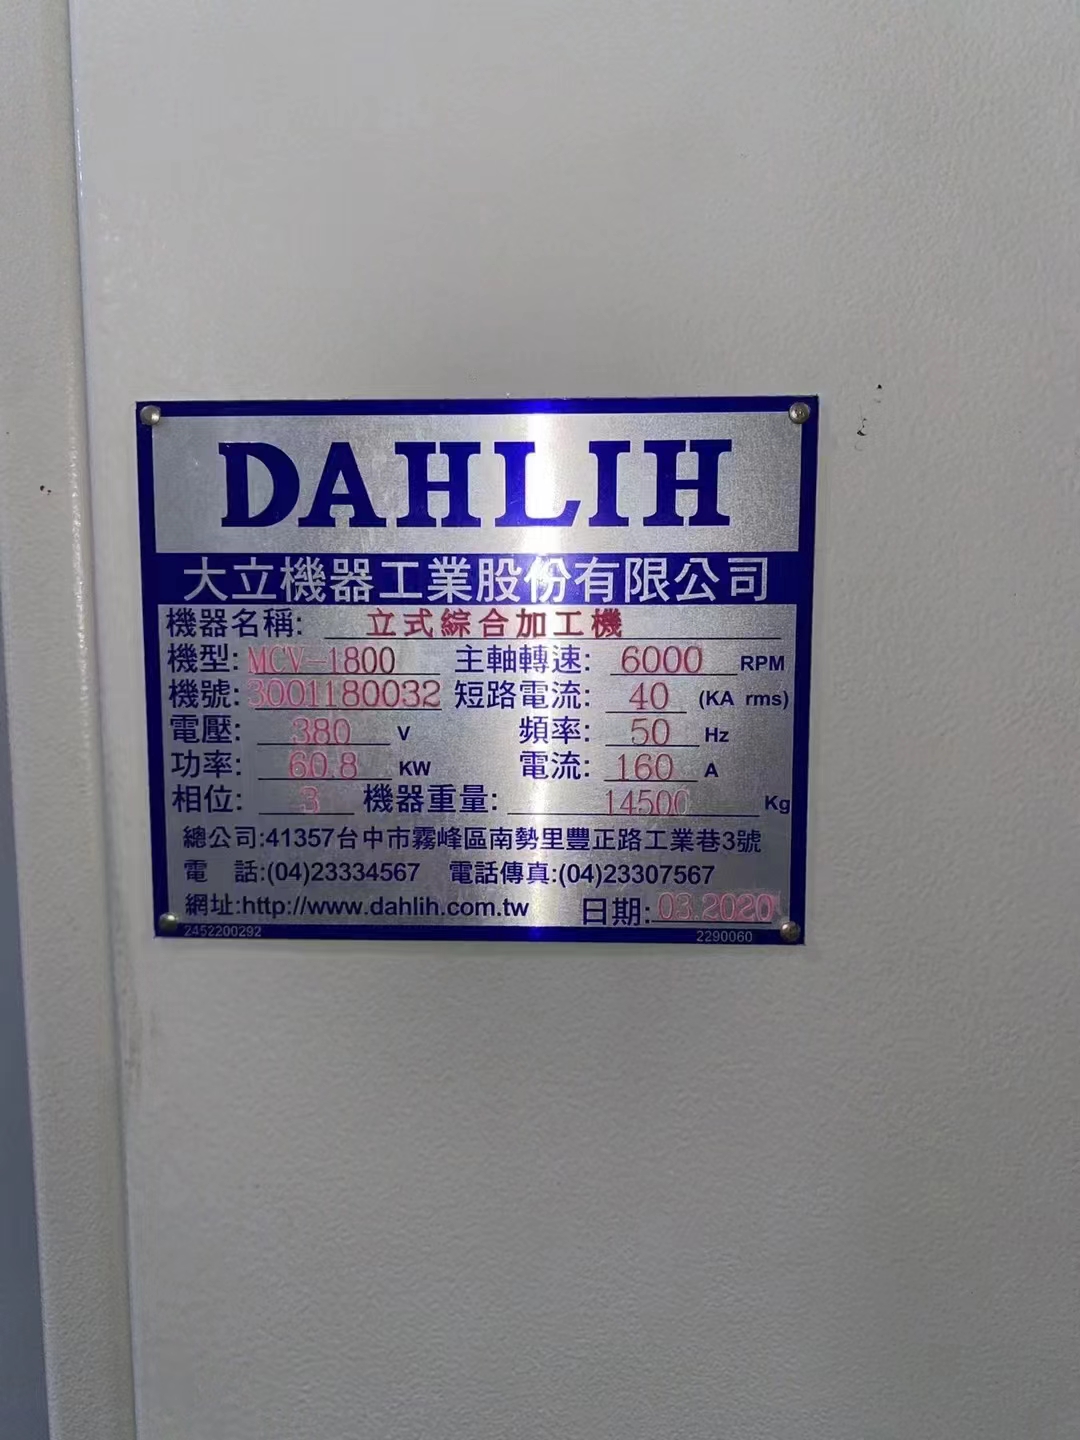 DAHLIH
大立機器工業股份有限公司
機器名稱: 立式綜合加工機
機型: MCV-1800 主軸轉速: 6000 RPM
機號: 3001180032 短路電流: 40 (KA rms)
電壓: 380 V 頻率: 50 Hz
功率: 60.8 KW 電流: 160 A
相位: 3 機器重量: 14500 Kg
總公司:41357台中市霧峰區南勢里豐正路工業巷3號
電 話:(04)23334567 電話傳真:(04)23307567
網址:http://www.dahlih.com.tw 日期: 03.2020
2452200292 2290060